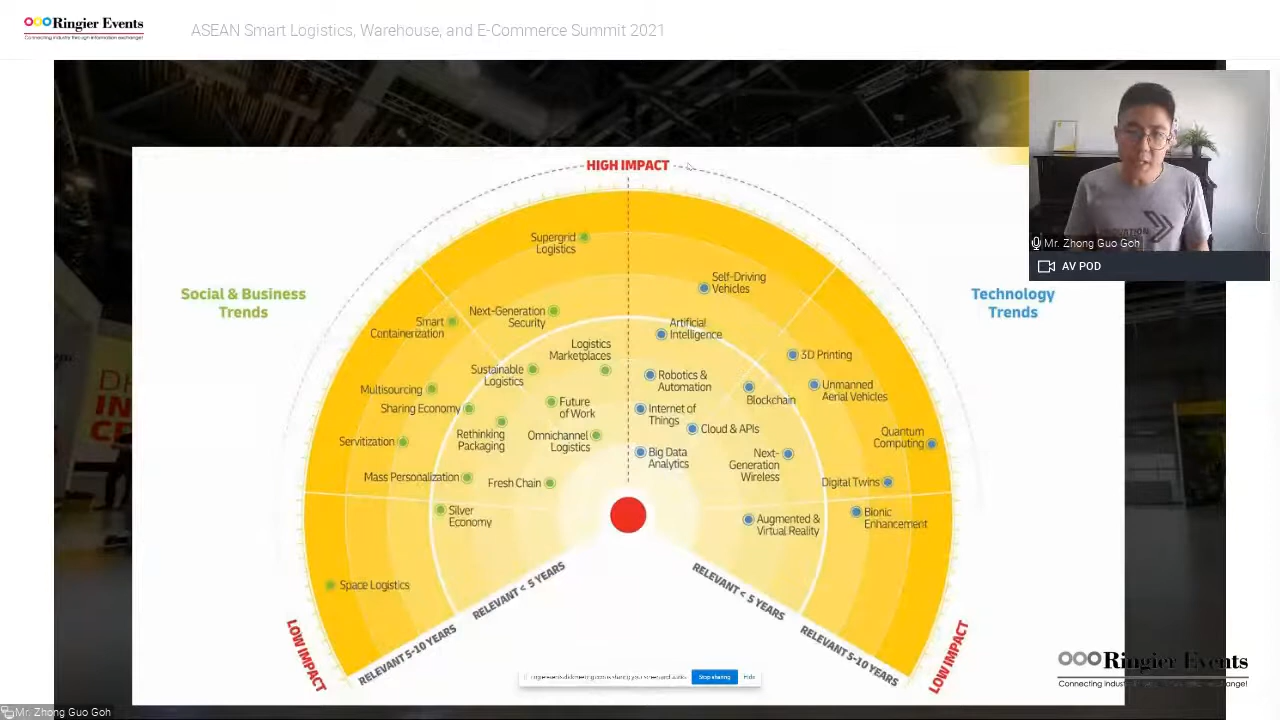 Ringier Events
Connecting industry through information exchange!
ASEAN Smart Logistics, Warehouse, and E-Commerce Summit 2021
HIGH IMPACT
Mr. Zhong Guo Goh
AV POD
Social & Business
Trends
Technology
Trends
Supergrid
Logistics
Self-Driving
Vehicles
Next-Generation
Security
Smart
Containerization
Artificial
Intelligence
Logistics
Marketplaces
3D Printing
Sustainable
Logistics
Robotics &
Automation
Multisourcing
Unmanned
Aerial Vehicles
Blockchain
Sharing Economy
Future
of Work
Internet of
Things
Servitization
Rethinking
Packaging
Omnichannel
Logistics
Cloud & APIs
Quantum
Computing
Big Data
Analytics
Next-
Generation
Wireless
Mass Personalization
Fresh Chain
Digital Twins
Silver
Economy
Augmented &
Virtual Reality
Bionic
Enhancement
Space Logistics
RELEVANT < 5 YEARS
RELEVANT < 5 YEARS
RELEVANT 5-10 YEARS
RELEVANT 5-10 YEARS
LOW IMPACT
LOW IMPACT
DH
IN
CE
Stop sharing
Hide
Ringier Events
Connecting
Mr. Zhong Guo Goh